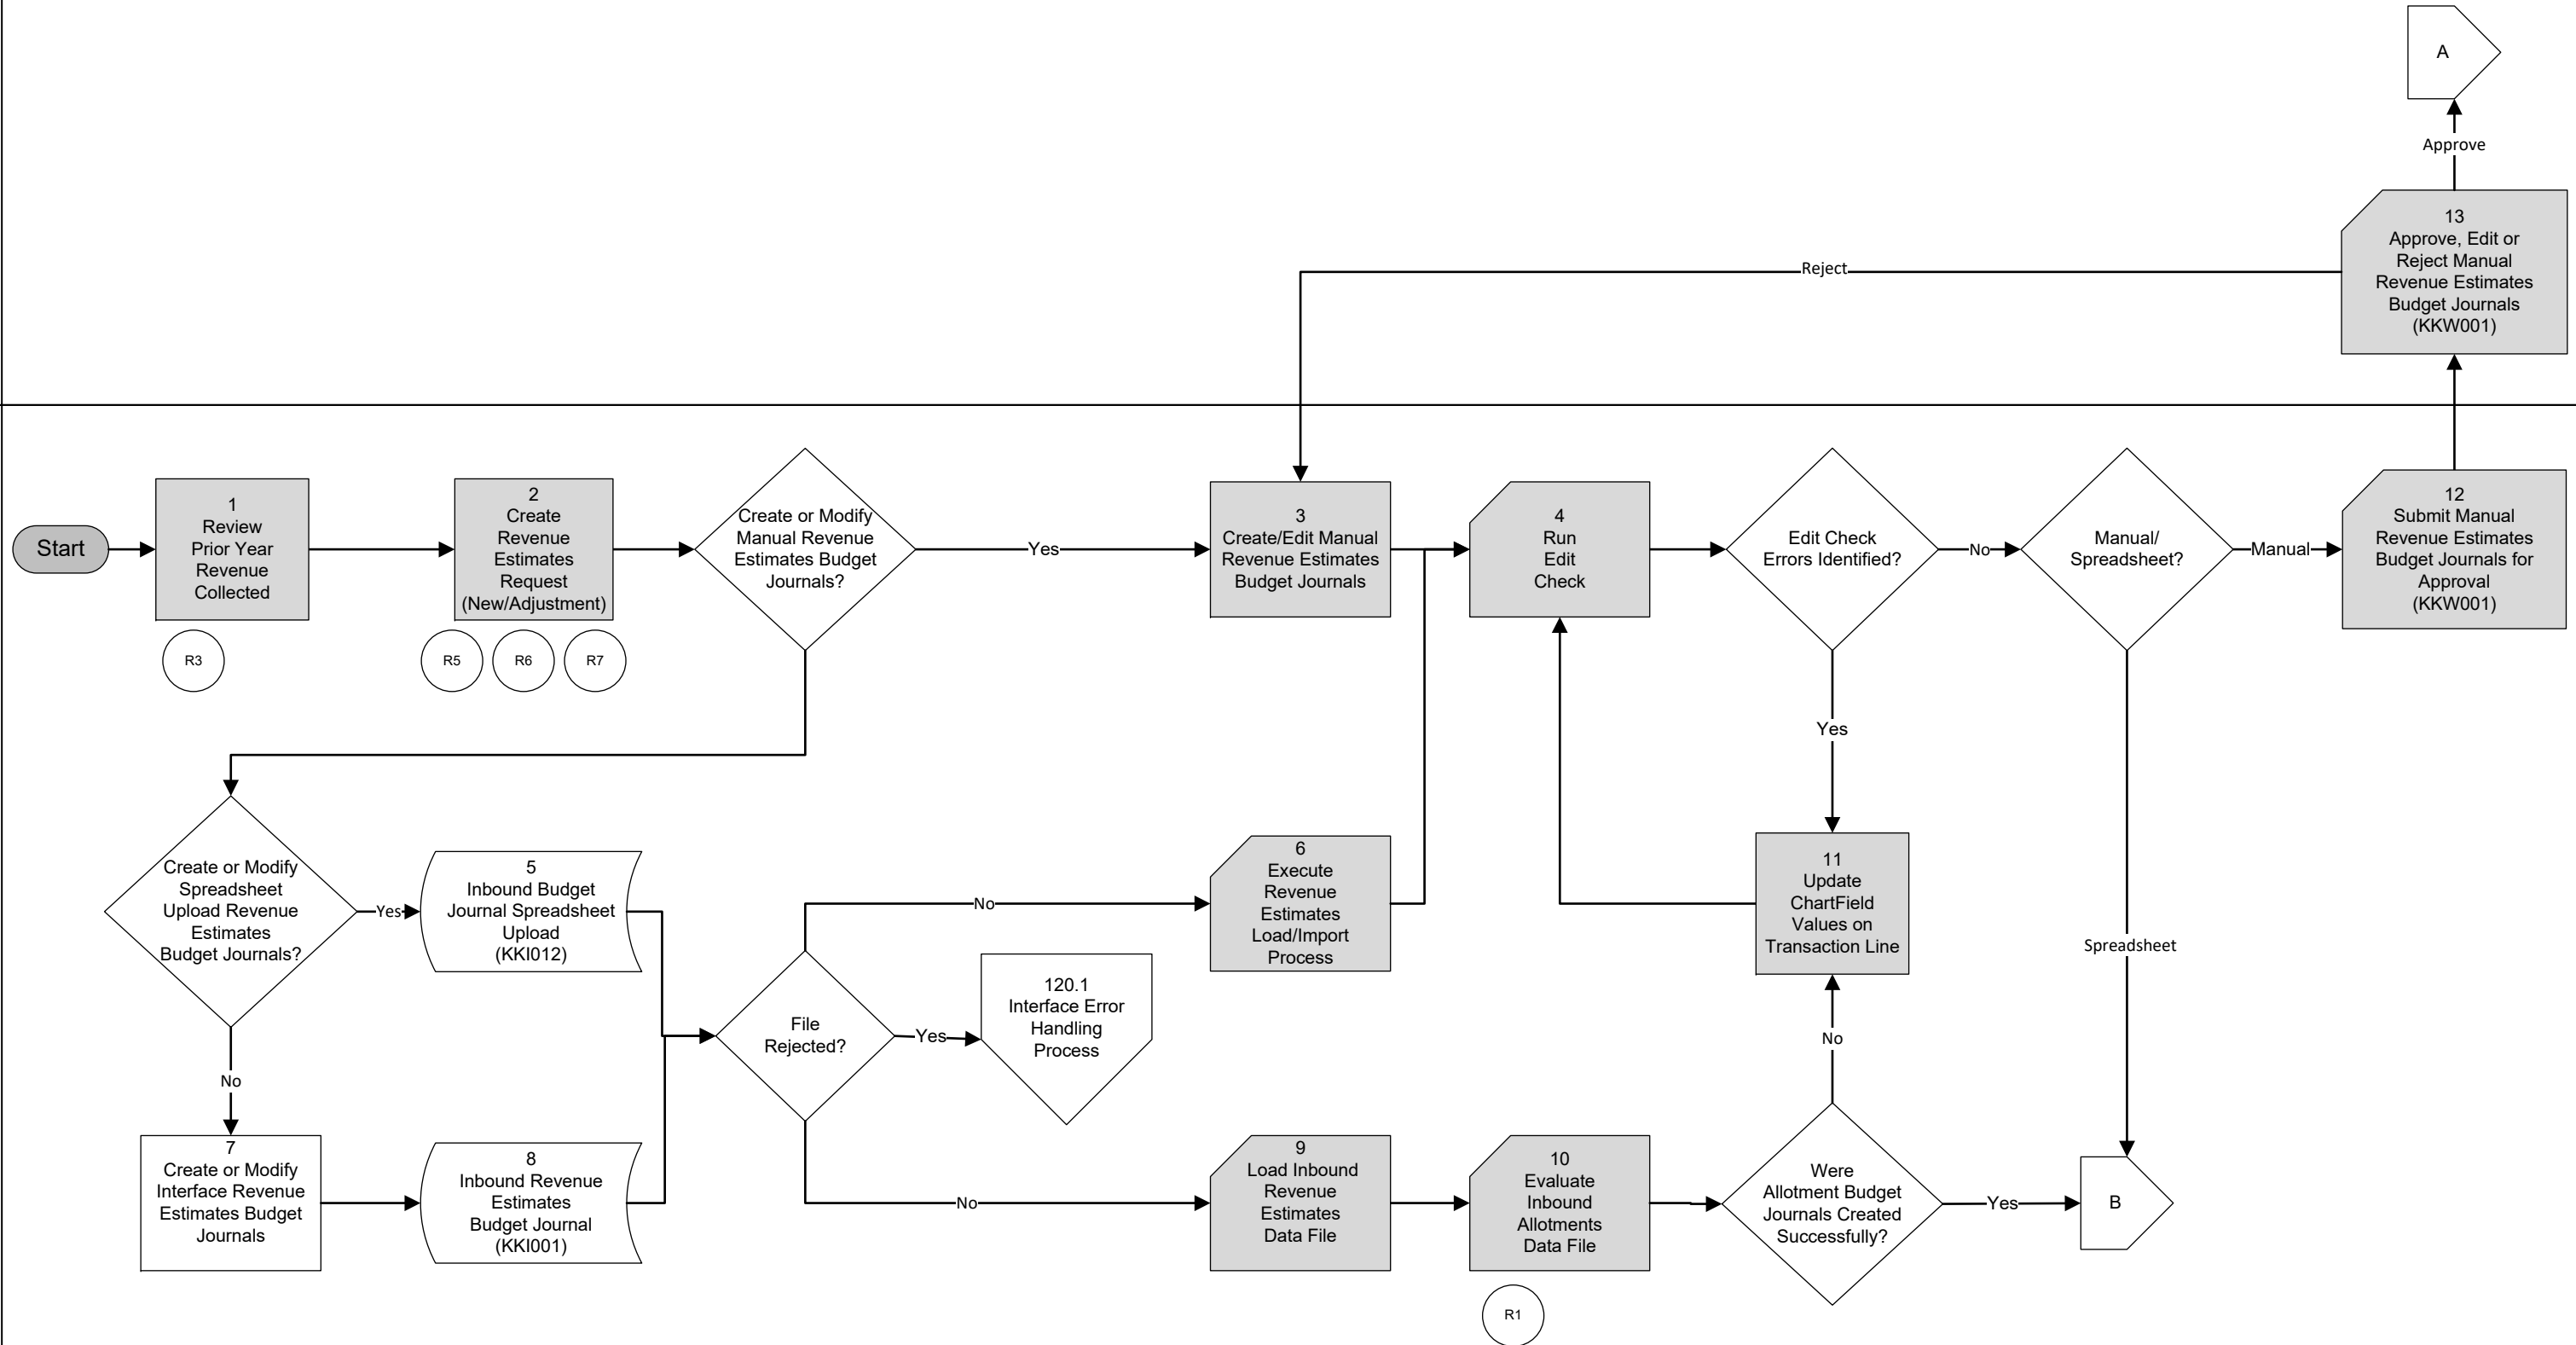 A
Approve
13
Approve, Edit or
Reject Manual
Revenue Estimates
Budget Journals
(KKW001)
Reject
Start
1
Review
Prior Year
Revenue
Collected
R3
2
Create
Revenue
Estimates
Request
(New/Adjustment)
R5
R6
R7
Create or Modify
Manual Revenue
Estimates Budget
Journals?
Yes
3
Create/Edit Manual
Revenue Estimates
Budget Journals
4
Run
Edit
Check
Edit Check
Errors Identified?
No
Manual/
Spreadsheet?
Manual
12
Submit Manual
Revenue Estimates
Budget Journals for
Approval
(KKW001)
Yes
Spreadsheet
Create or Modify
Spreadsheet
Upload Revenue
Estimates
Budget Journals?
Yes
5
Inbound Budget
Journal Spreadsheet
Upload
(KKI012)
No
6
Execute
Revenue
Estimates
Load/Import
Process
11
Update
ChartField
Values on
Transaction Line
File
Rejected?
Yes
120.1
Interface Error
Handling
Process
No
No
7
Create or Modify
Interface Revenue
Estimates Budget
Journals
8
Inbound Revenue
Estimates
Budget Journal
(KKI001)
No
9
Load Inbound
Revenue
Estimates
Data File
10
Evaluate
Inbound
Allotments
Data File
R1
Were
Allotment Budget
Journals Created
Successfully?
Yes
B